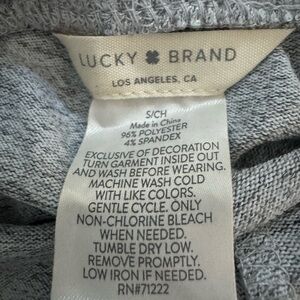 LUCKY BRAND
LOS ANGELES, CA
S/CH
Made in China
96% POLYESTER
4% SPANDEX
EXCLUSIVE OF DECORATION
TURN GARMENT INSIDE OUT
AND WASH BEFORE WEARING.
MACHINE WASH COLD
WITH LIKE COLORS.
GENTLE CYCLE. ONLY
NON-CHLORINE BLEACH
WHEN NEEDED.
TUMBLE DRY LOW.
REMOVE PROMPTLY.
LOW IRON IF NEEDED.
RN#71222